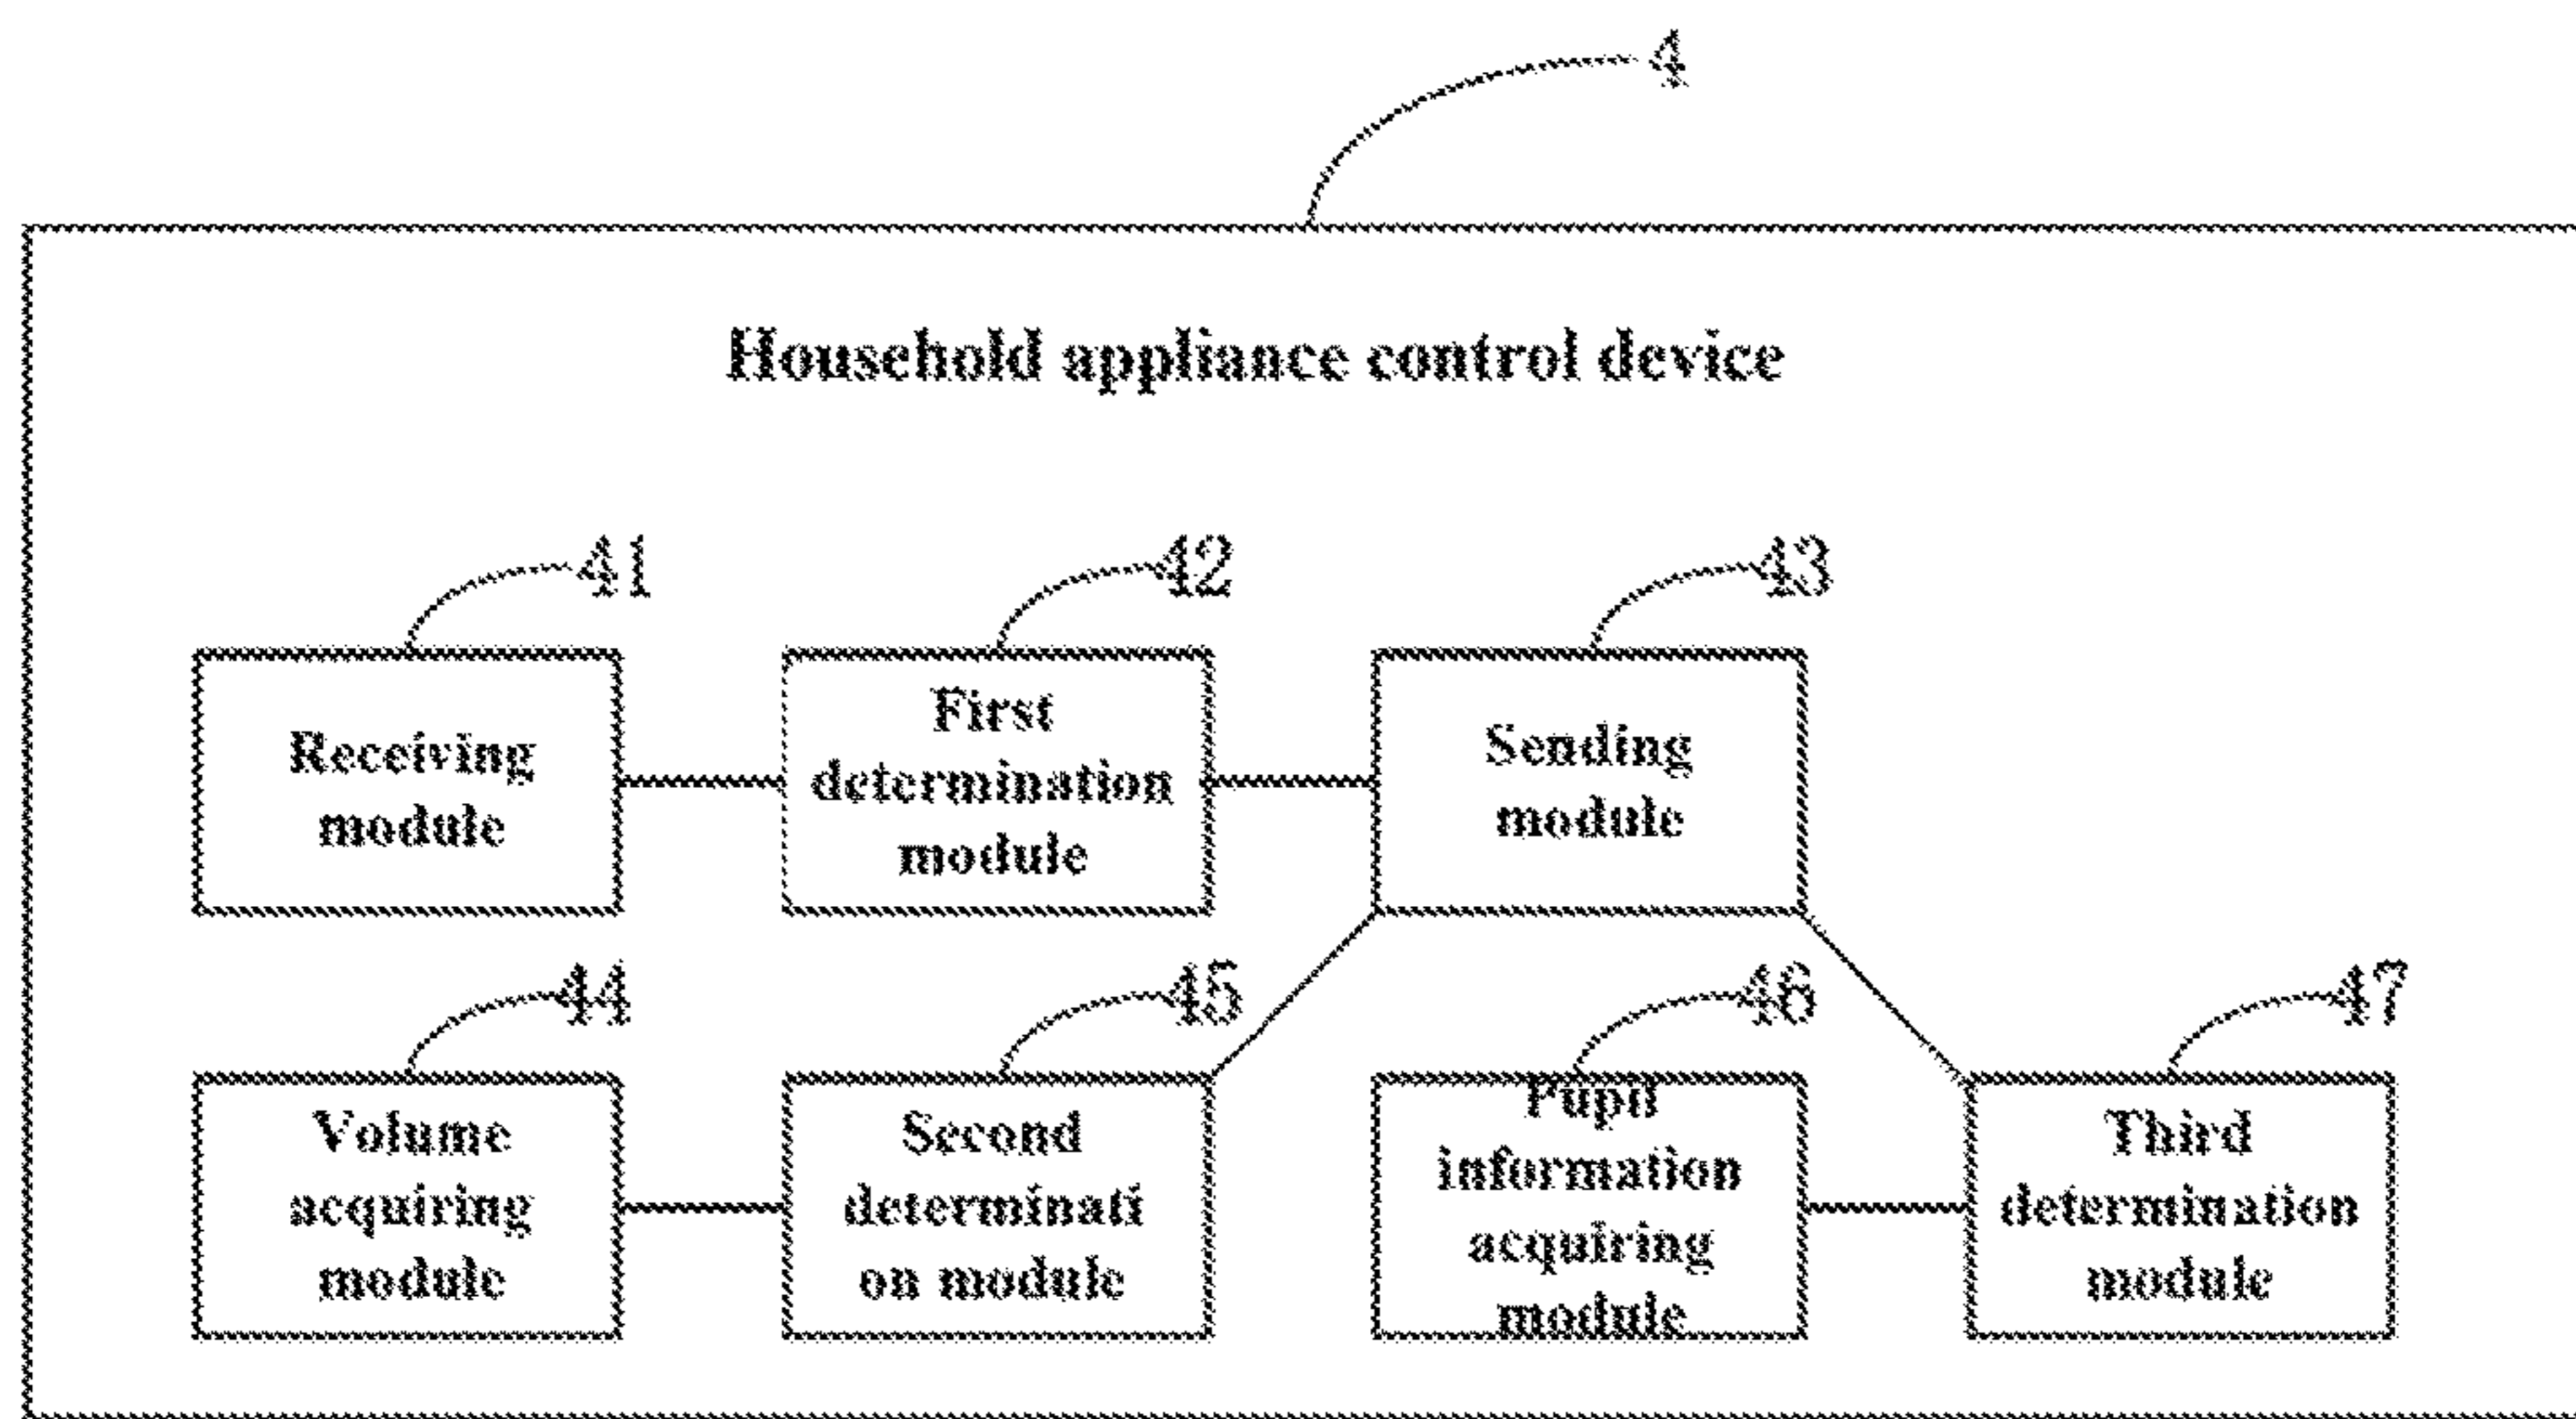 4
Household appliance control device
41
42
43
Receiving
module
First
determination
module
Sending
module
44
45
46
47
Volume
acquiring
module
Second
determinati
on module
Pupil
information
acquiring
module
Third
determination
module